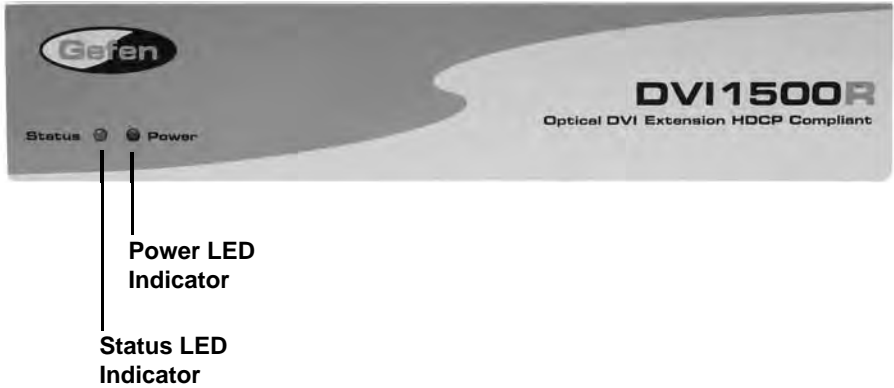 Gefen
DVI1500R
Optical DVI Extension HDCP Compliant
Status Power
Power LED
Indicator
Status LED
Indicator